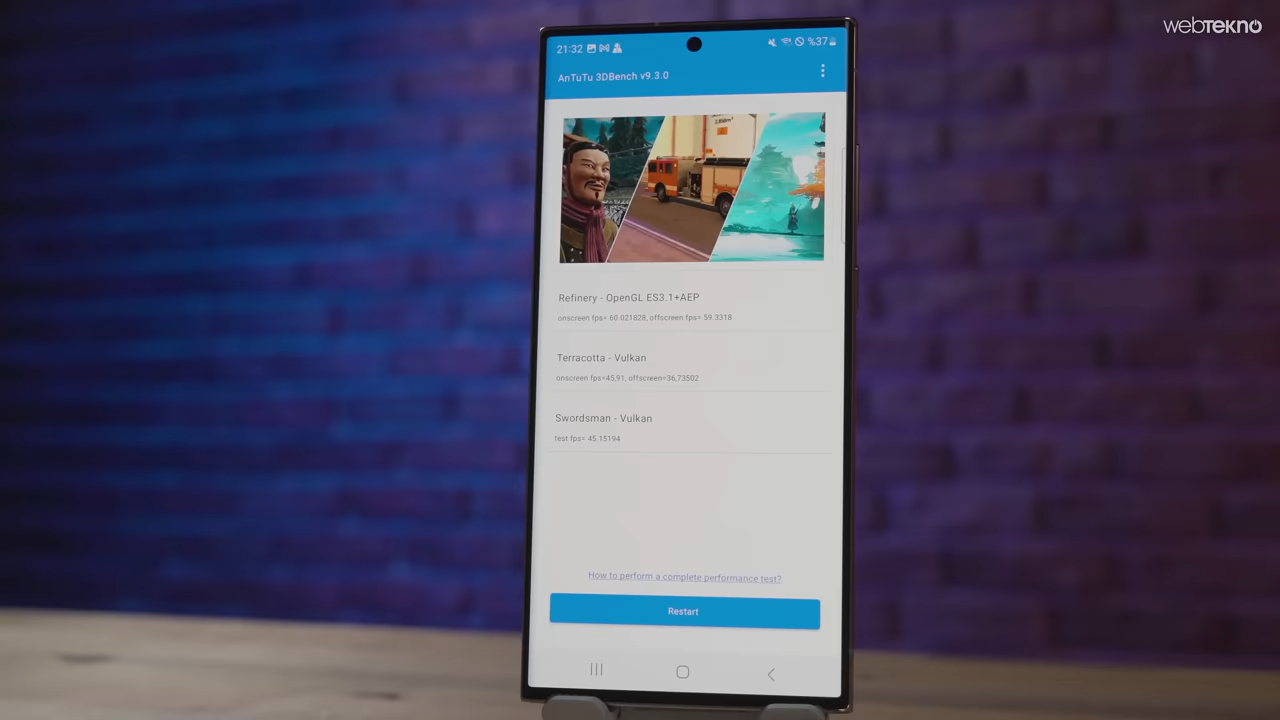 webtekno
21:32 %37
AnTuTu 3DBench v9.3.0
Refinery - OpenGL ES3.1+AEP
onscreen fps= 60.021828, offscreen fps= 59.3318
Terracotta - Vulkan
onscreen fps=45,91, offscreen=36,73502
Swordsman - Vulkan
test fps= 45.15194
How to perform a complete performance test?
Restart